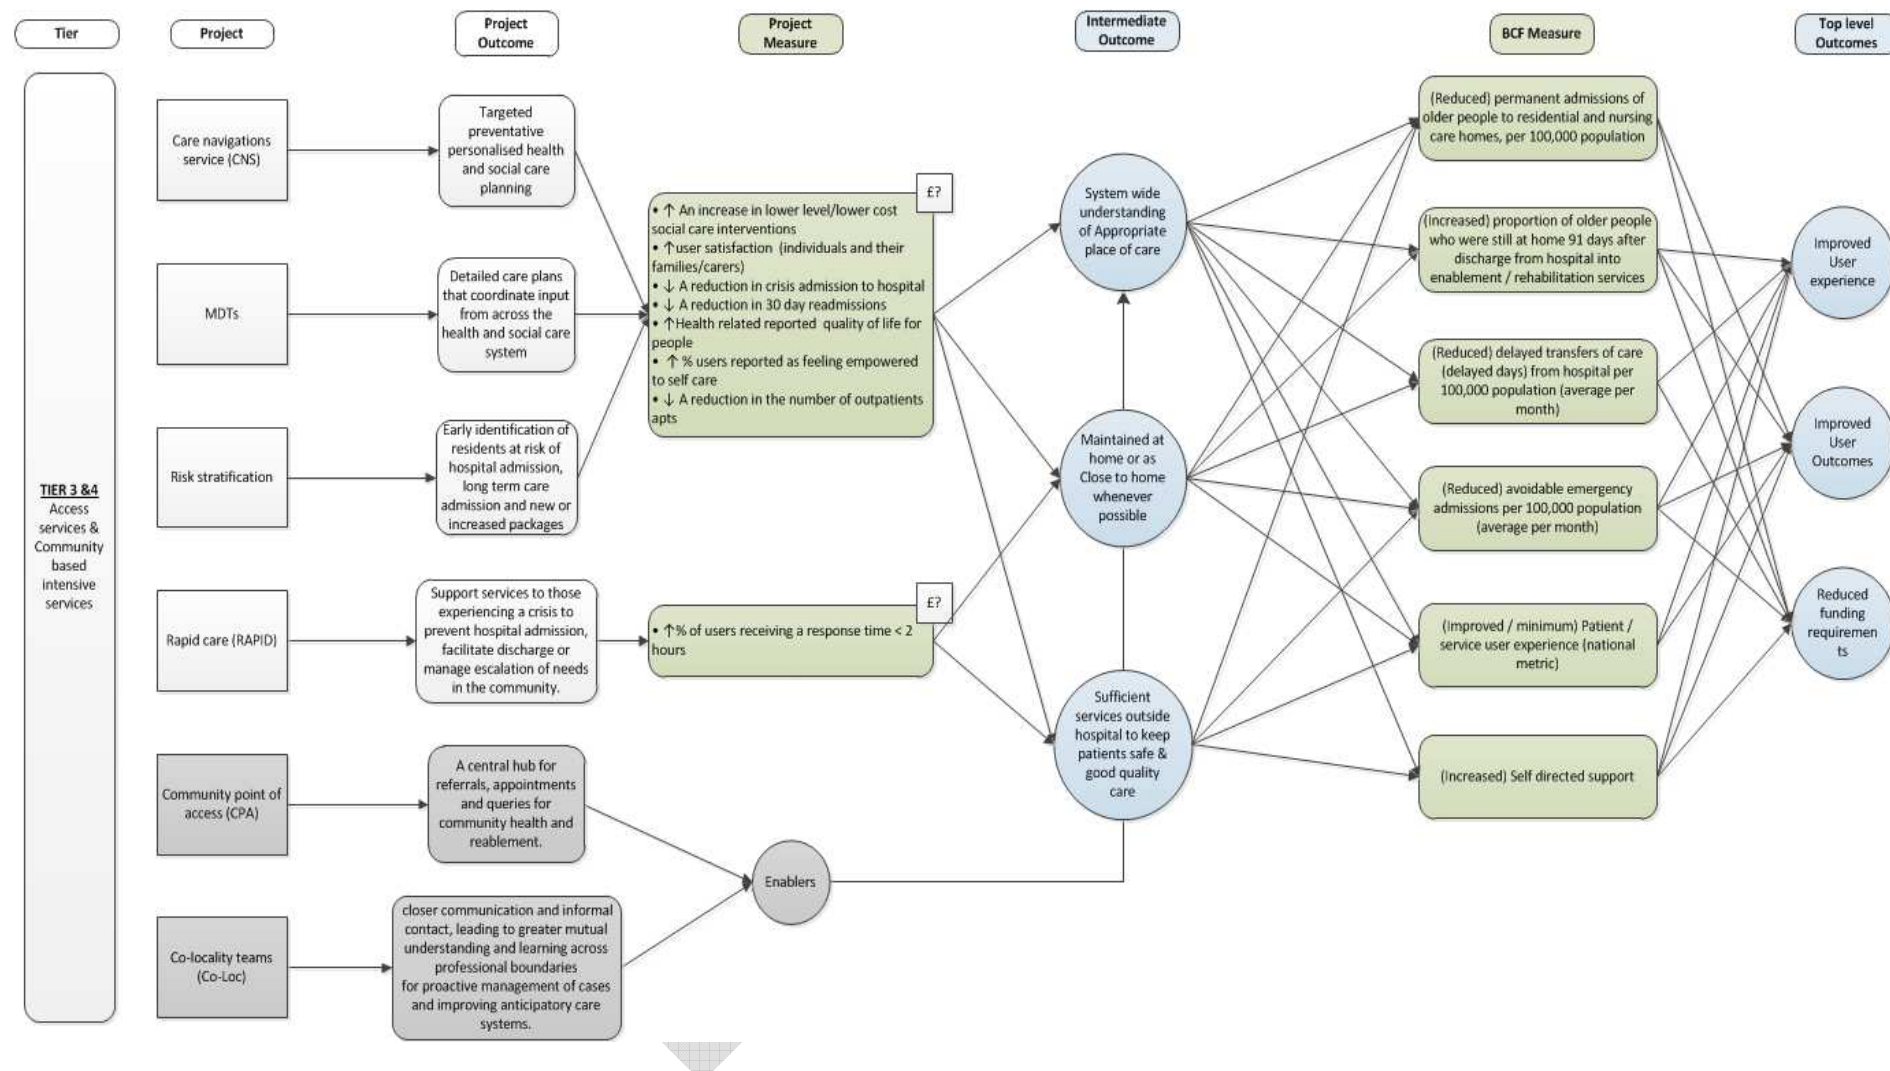 Tier
Project
Project
Outcome
Project
Measure
Intermediate
Outcome
BCF Measure
Top level
Outcomes
TIER 3 &4
Access
services &
Community
based
intensive
services
Care navigations
service (CNS)
MDTs
Risk stratification
Rapid care (RAPID)
Community point of
access (CPA)
Co-locality teams
(Co-Loc)
Targeted
preventative
personalised health
and social care
planning
Detailed care plans
that coordinate input
from across the
health and social care
system
Early identification of
residents at risk of
hospital admission,
long term care
admission and new or
increased packages
Support services to those
experiencing a crisis to
prevent hospital admission,
facilitate discharge or
manage escalation of needs
in the community.
A central hub for
referrals, appointments
and queries for
community health and
reablement.
closer communication and informal
contact, leading to greater mutual
understanding and learning across
professional boundaries
for proactive management of cases
and improving anticipatory care
systems.
£?
• ↑ An increase in lower level/lower cost
social care interventions
• ↑user satisfaction (individuals and their
families/carers)
• ↓ A reduction in crisis admission to hospital
• ↓ A reduction in 30 day readmissions
• ↑Health related reported quality of life for
people
• ↑ % users reported as feeling empowered
to self care
• ↓ A reduction in the number of outpatients
apts
£?
• ↑% of users receiving a response time < 2
hours
Enablers
System wide
understanding
of Appropriate
place of care
Maintained at
home or as
Close to home
whenever
possible
Sufficient
services outside
hospital to keep
patients safe &
good quality
care
(Reduced) permanent admissions of
older people to residential and nursing
care homes, per 100,000 population
(Increased) proportion of older people
who were still at home 91 days after
discharge from hospital into
enablement / rehabilitation services
(Reduced) delayed transfers of care
(delayed days) from hospital per
100,000 population (average per
month)
(Reduced) avoidable emergency
admissions per 100,000 population
(average per month)
(Improved / minimum) Patient /
service user experience (national
metric)
(Increased) Self directed support
Improved
User
experience
Improved
User
Outcomes
Reduced
funding
requiremen
ts